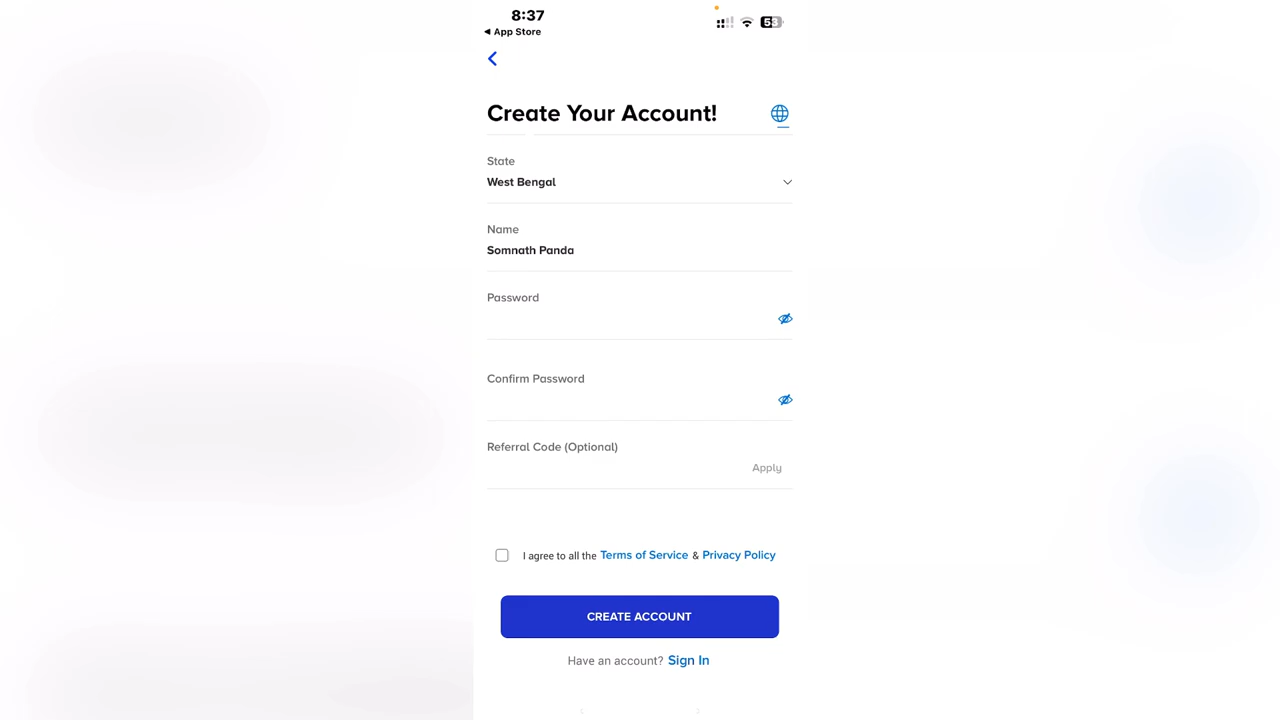 8:37
53
◀ App Store
Create Your Account!
State
West Bengal
Name
Somnath Panda
Password
Confirm Password
Referral Code (Optional)
Apply
I agree to all the Terms of Service & Privacy Policy
CREATE ACCOUNT
Have an account? Sign In